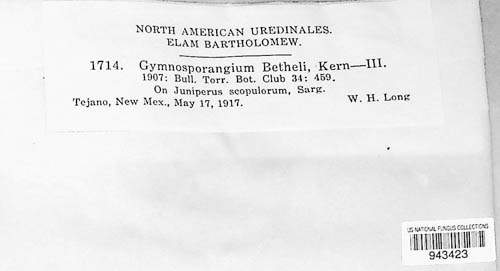 NORTH AMERICAN UREDINALES.
ELAM BARTHOLOMEW.
1714. Gymnosporangium Betheli, Kern—III.
1907: Bull. Torr. Bot. Club 34: 459.
On Juniperus scopulorum, Sarg.
Tejano, New Mex., May 17, 1917. W. H. Long
US NATIONAL FUNGUS COLLECTIONS
943423